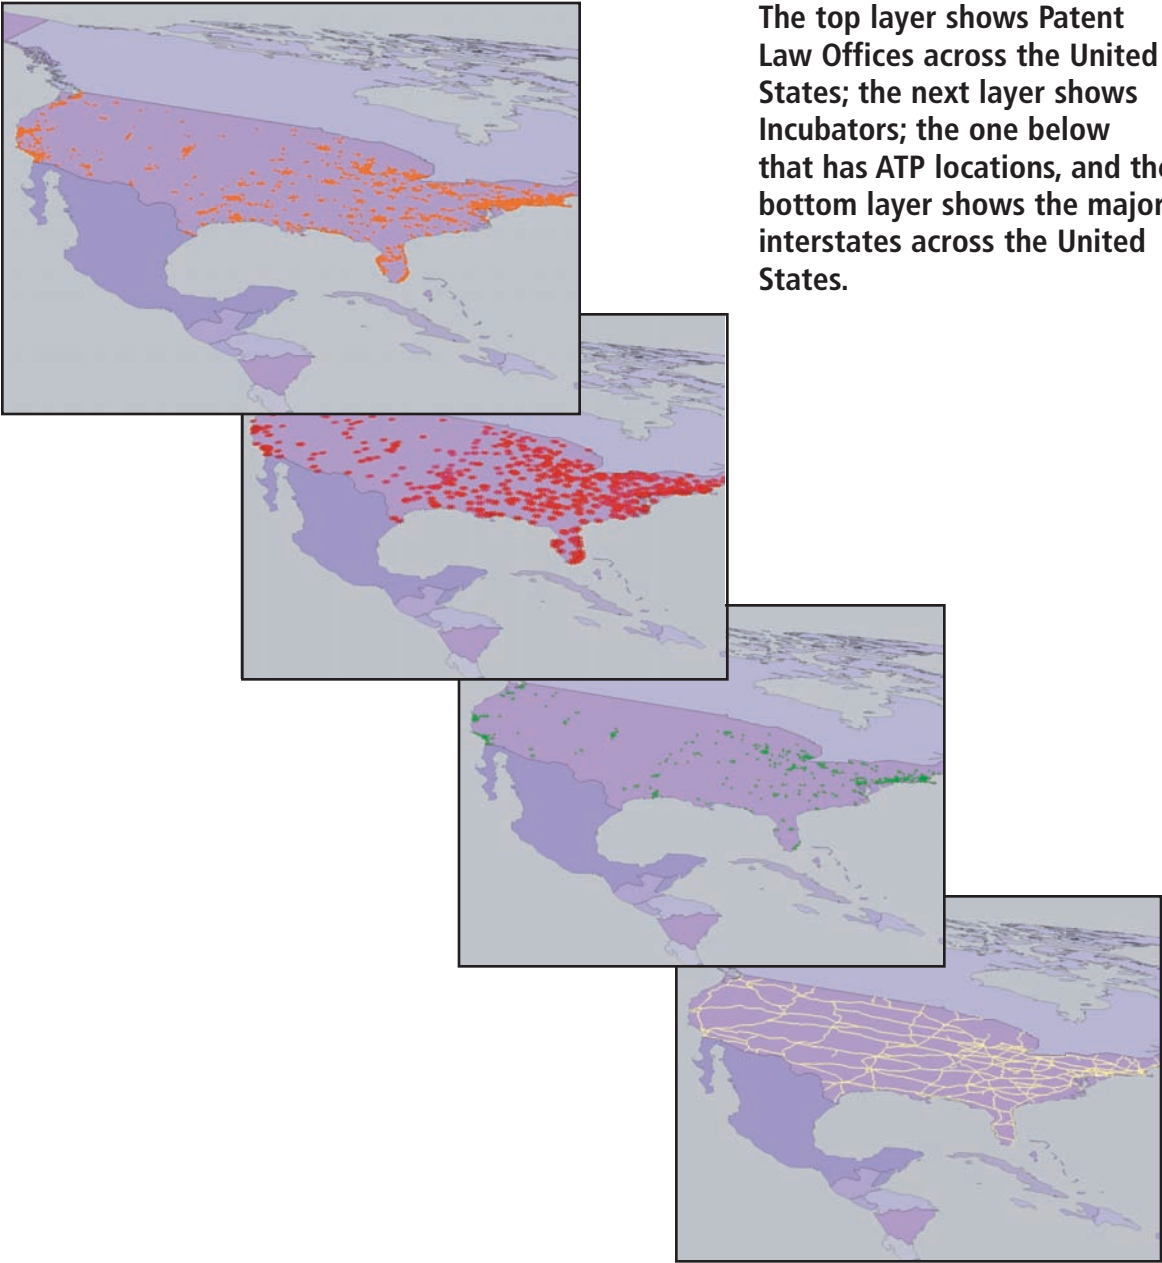 The top layer shows Patent
Law Offices across the United
States; the next layer shows
Incubators; the one below
that has ATP locations, and the
bottom layer shows the major
interstates across the United
States.